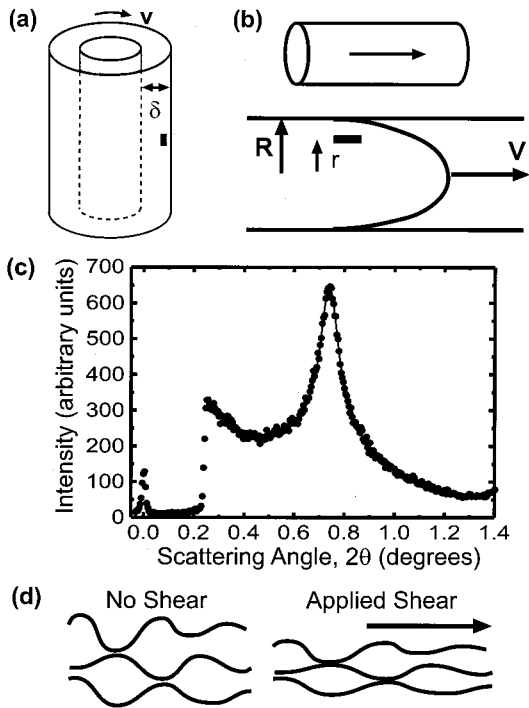 (a)
v
δ
(b)
R
r
V
(c)
700
600
500
400
300
200
100
0
Intensity (arbitrary units)
0.0 0.2 0.4 0.6 0.8 1.0 1.2 1.4
Scattering Angle, 2θ (degrees)
(d)
No Shear
Applied Shear